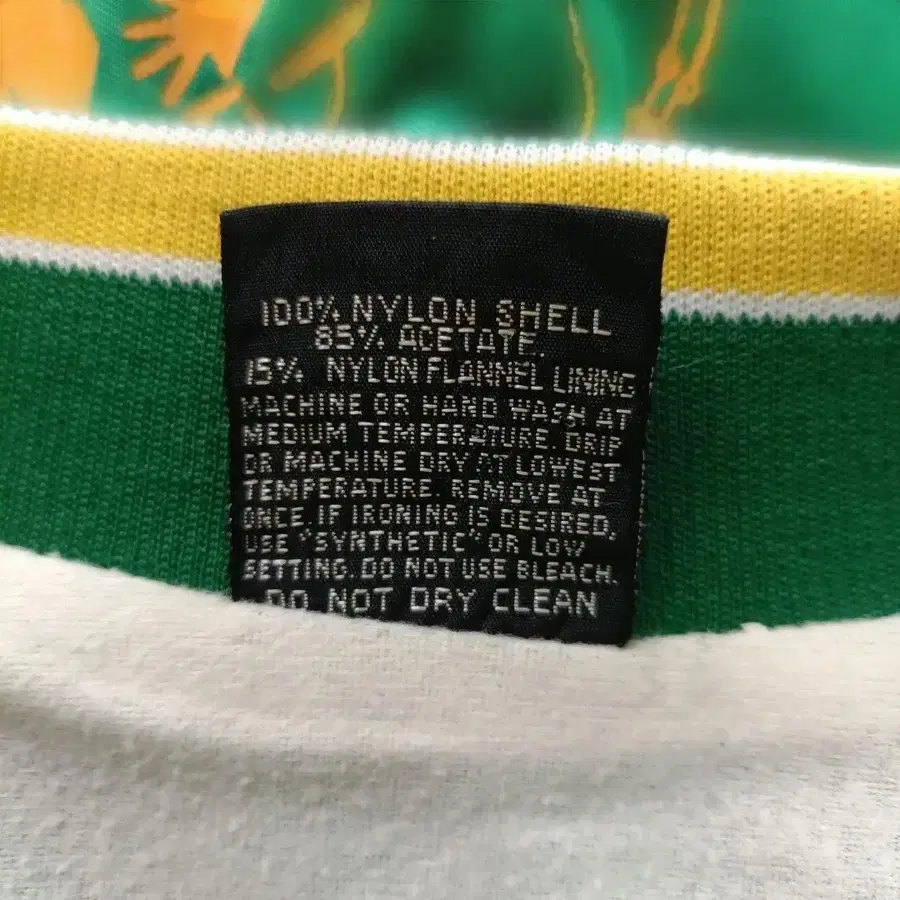 100% NYLON SHELL
85% ACETATE.
15% NYLON FLANNEL LINING
MACHINE OR HAND WASH AT
MEDIUM TEMPERATURE. DRIP
OR MACHINE DRY AT LOWEST
TEMPERATURE. REMOVE AT
ONCE. IF IRONING IS DESIRED,
USE "SYNTHETIC" OR LOW
SETTING. DO NOT USE BLEACH.
DO NOT DRY CLEAN